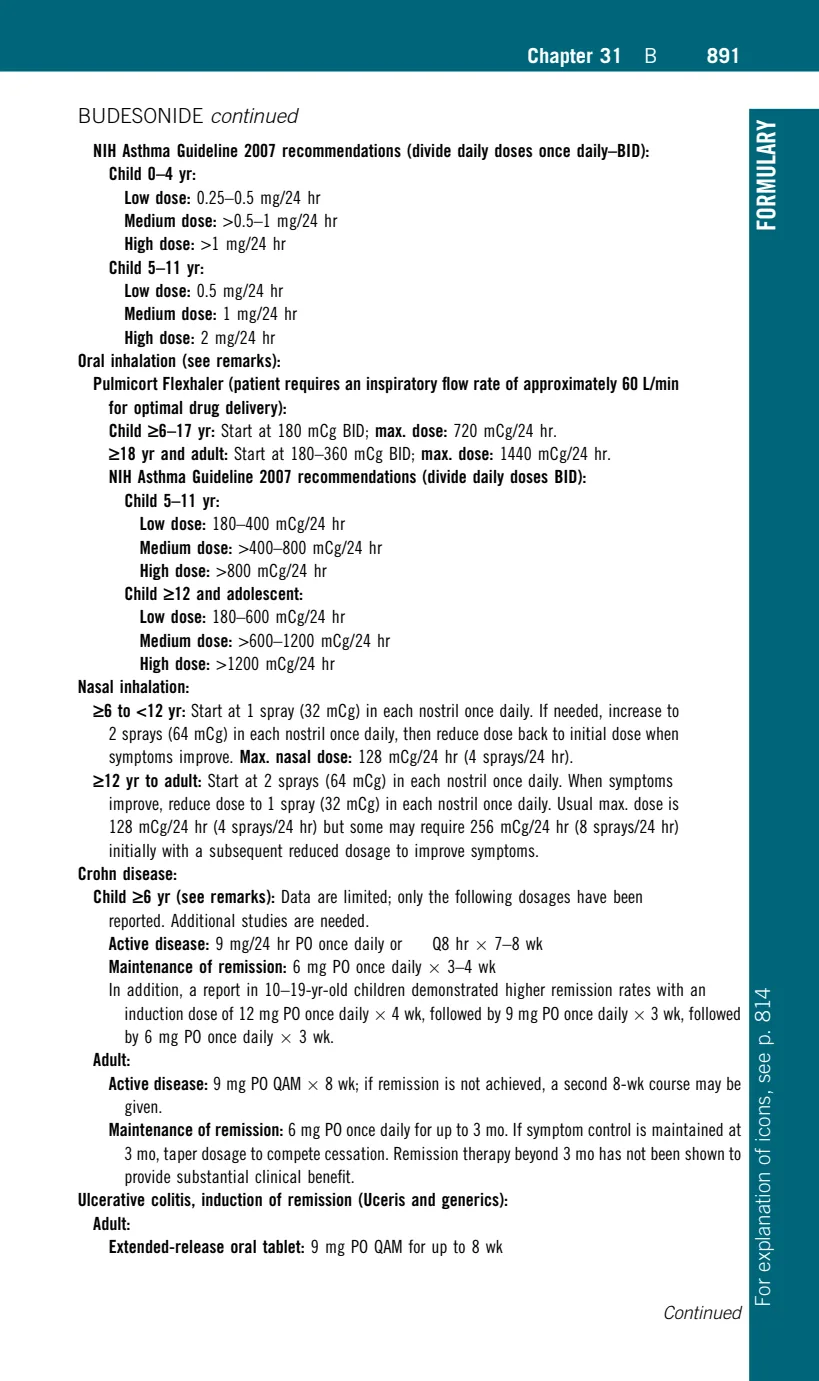 Chapter 31 B 891
BUDESONIDE continued
NIH Asthma Guideline 2007 recommendations (divide daily doses once daily–BID):
Child 0–4 yr:
Low dose: 0.25–0.5 mg/24 hr
Medium dose: >0.5–1 mg/24 hr
High dose: >1 mg/24 hr
Child 5–11 yr:
Low dose: 0.5 mg/24 hr
Medium dose: 1 mg/24 hr
High dose: 2 mg/24 hr
Oral inhalation (see remarks):
Pulmicort Flexhaler (patient requires an inspiratory flow rate of approximately 60 L/min
for optimal drug delivery):
Child ≥6–17 yr: Start at 180 mCg BID; max. dose: 720 mCg/24 hr.
≥18 yr and adult: Start at 180–360 mCg BID; max. dose: 1440 mCg/24 hr.
NIH Asthma Guideline 2007 recommendations (divide daily doses BID):
Child 5–11 yr:
Low dose: 180–400 mCg/24 hr
Medium dose: >400–800 mCg/24 hr
High dose: >800 mCg/24 hr
Child ≥12 and adolescent:
Low dose: 180–600 mCg/24 hr
Medium dose: >600–1200 mCg/24 hr
High dose: >1200 mCg/24 hr
Nasal inhalation:
≥6 to <12 yr: Start at 1 spray (32 mCg) in each nostril once daily. If needed, increase to
2 sprays (64 mCg) in each nostril once daily, then reduce dose back to initial dose when
symptoms improve. Max. nasal dose: 128 mCg/24 hr (4 sprays/24 hr).
≥12 yr to adult: Start at 2 sprays (64 mCg) in each nostril once daily. When symptoms
improve, reduce dose to 1 spray (32 mCg) in each nostril once daily. Usual max. dose is
128 mCg/24 hr (4 sprays/24 hr) but some may require 256 mCg/24 hr (8 sprays/24 hr)
initially with a subsequent reduced dosage to improve symptoms.
Crohn disease:
Child ≥6 yr (see remarks): Data are limited; only the following dosages have been
reported. Additional studies are needed.
Active disease: 9 mg/24 hr PO once daily or Q8 hr × 7–8 wk
Maintenance of remission: 6 mg PO once daily × 3–4 wk
In addition, a report in 10–19-yr-old children demonstrated higher remission rates with an
induction dose of 12 mg PO once daily × 4 wk, followed by 9 mg PO once daily × 3 wk, followed
by 6 mg PO once daily × 3 wk.
Adult:
Active disease: 9 mg PO QAM × 8 wk; if remission is not achieved, a second 8-wk course may be
given.
Maintenance of remission: 6 mg PO once daily for up to 3 mo. If symptom control is maintained at
3 mo, taper dosage to compete cessation. Remission therapy beyond 3 mo has not been shown to
provide substantial clinical benefit.
Ulcerative colitis, induction of remission (Uceris and generics):
Adult:
Extended-release oral tablet: 9 mg PO QAM for up to 8 wk
Continued
FORMULARY
For explanation of icons, see p. 814